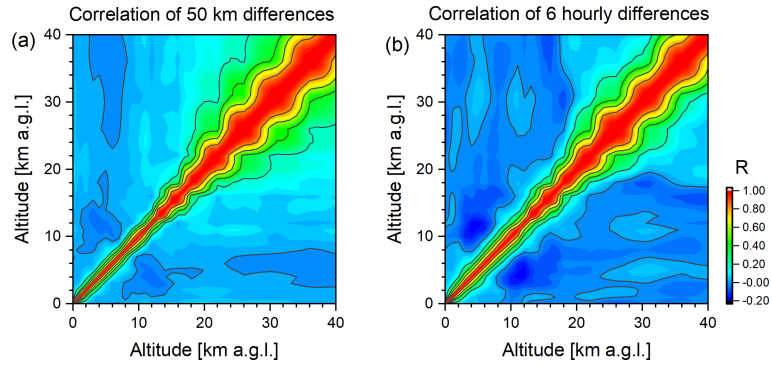 Correlation of 50 km differences
Correlation of 6 hourly differences
(a)
40
30
20
10
0
Altitude [km a.g.l.]
0 10 20 30 40
Altitude [km a.g.l.]
(b)
40
30
20
10
0
Altitude [km a.g.l.]
0 10 20 30 40
Altitude [km a.g.l.]
R
1.00
0.80
0.60
0.40
0.20
-0.00
-0.20